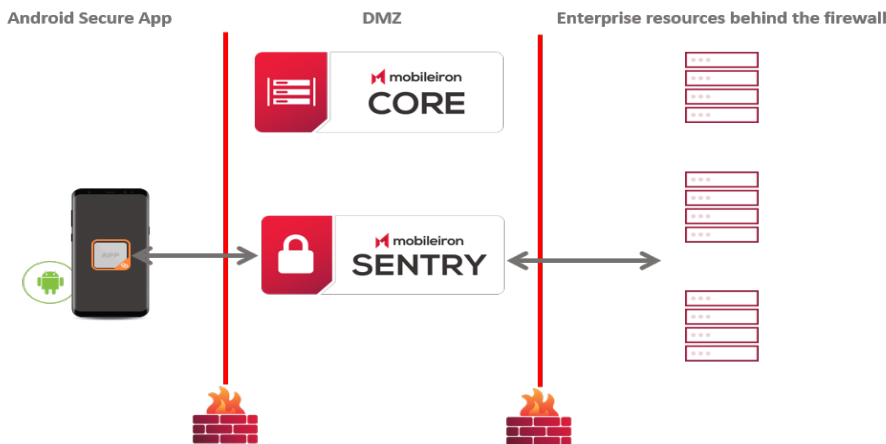 Android Secure App
DMZ
Enterprise resources behind the firewall
mobileiron
CORE
APP
mobileiron
SENTRY